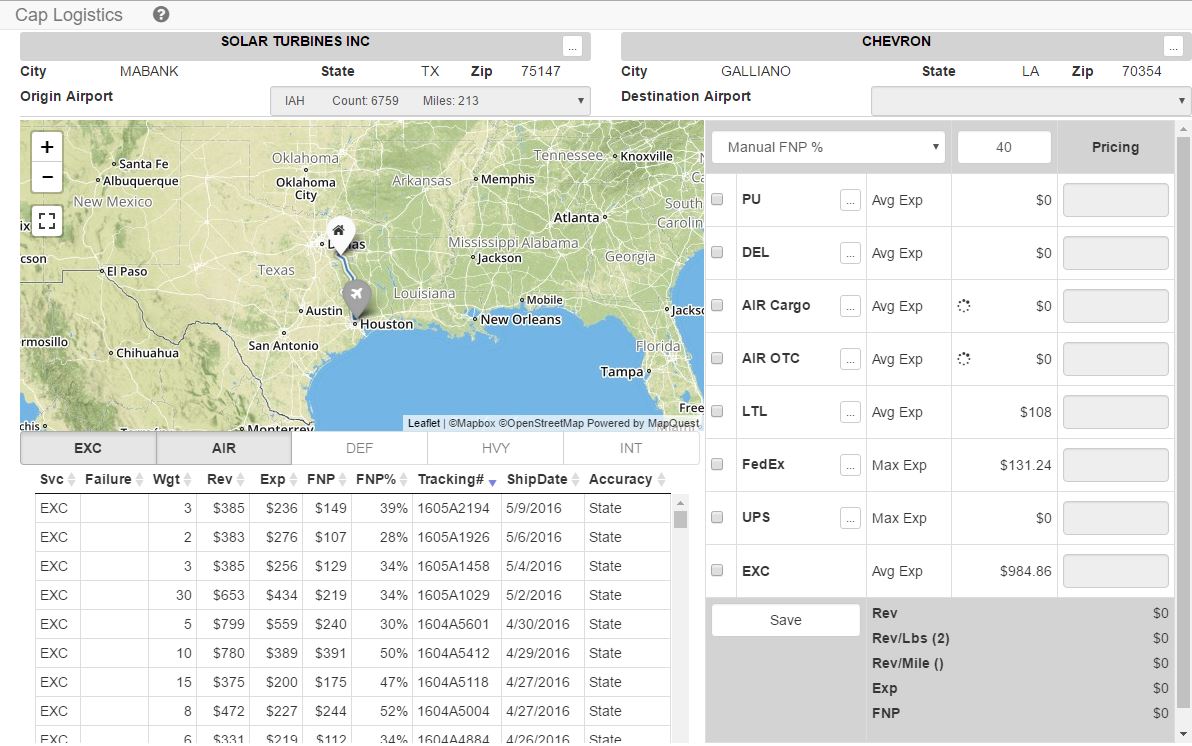 Cap Logistics ?
SOLAR TURBINES INC ...
CHEVRON ...
City MABANK State TX Zip 75147
City GALLIANO State LA Zip 70354
Origin Airport IAH Count: 6759 Miles: 213
Destination Airport
+
−
Santa Fe
Albuquerque
New Mexico
Oklahoma
Oklahoma
City
Arkansas
Tennessee
Knoxville
Memphis
Atlanta
South
Carolin
Mississippi Alabama
Jackson
Georgia
El Paso
Texas
Louisiana
Mobile
Austin
Houston
New Orleans
Jackso
San Antonio
Chihuahua
rmosillo
Florida
Tampa
Free
Monterrey
Leaflet | ©Mapbox ©OpenStreetMap Powered by MapQuest
EXC AIR DEF HVY INT
Svc Failure Wgt Rev Exp FNP FNP% Tracking# ShipDate Accuracy
EXC 3 $385 $236 $149 39% 1605A2194 5/9/2016 State
EXC 2 $383 $276 $107 28% 1605A1926 5/6/2016 State
EXC 3 $385 $256 $129 34% 1605A1458 5/4/2016 State
EXC 30 $653 $434 $219 34% 1605A1029 5/2/2016 State
EXC 5 $799 $559 $240 30% 1604A5601 4/30/2016 State
EXC 10 $780 $389 $391 50% 1604A5412 4/29/2016 State
EXC 15 $375 $200 $175 47% 1604A5118 4/27/2016 State
EXC 8 $472 $227 $244 52% 1604A5004 4/27/2016 State
EXC 6 $331 $219 $112 34% 1604A4884 4/26/2016 State
Manual FNP % 40 Pricing
PU ... Avg Exp $0
DEL ... Avg Exp $0
AIR Cargo ... Avg Exp $0
AIR OTC ... Avg Exp $0
LTL ... Avg Exp $108
FedEx ... Max Exp $131.24
UPS ... Max Exp $0
EXC Avg Exp $984.86
Save
Rev $0
Rev/Lbs (2) $0
Rev/Mile () $0
Exp $0
FNP $0